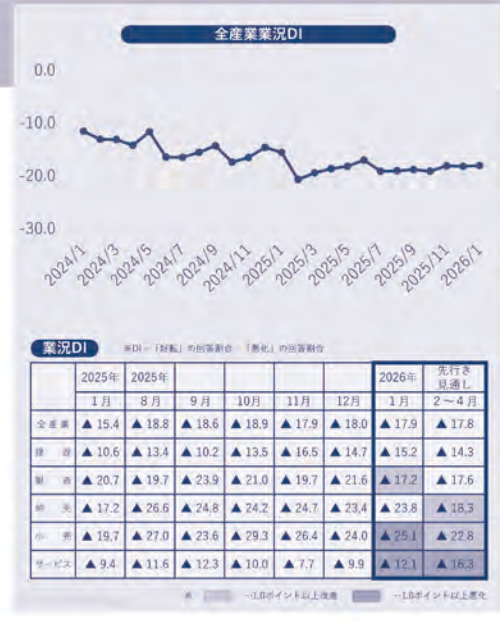 全産業業況DI
0.0
-10.0
-20.0
-30.0
2024/1 2024/3 2024/5 2024/7 2024/9 2024/11 2025/1 2025/3 2025/5 2025/7 2025/9 2025/11 2026/1
業況DI ※DI=「好転」の回答割合-「悪化」の回答割合
2025年 2025年 2026年 先行き見通し
1月 8月 9月 10月 11月 12月 1月 2~4月
全産業 ▲15.4 ▲18.8 ▲18.6 ▲18.9 ▲17.9 ▲18.0 ▲17.9 ▲17.8
建設 ▲10.6 ▲13.4 ▲10.2 ▲13.5 ▲16.5 ▲14.7 ▲15.2 ▲14.3
製造 ▲20.7 ▲19.7 ▲23.9 ▲21.0 ▲19.7 ▲21.6 ▲17.2 ▲17.6
卸売 ▲17.2 ▲26.6 ▲24.8 ▲24.2 ▲24.7 ▲23.4 ▲23.8 ▲18.3
小売 ▲19.7 ▲27.0 ▲23.6 ▲29.3 ▲26.4 ▲24.0 ▲25.1 ▲22.8
サービス ▲9.4 ▲11.6 ▲12.3 ▲10.0 ▲7.7 ▲9.9 ▲12.1 ▲16.3
※ …1.0ポイント以上改善 …1.0ポイント以上悪化